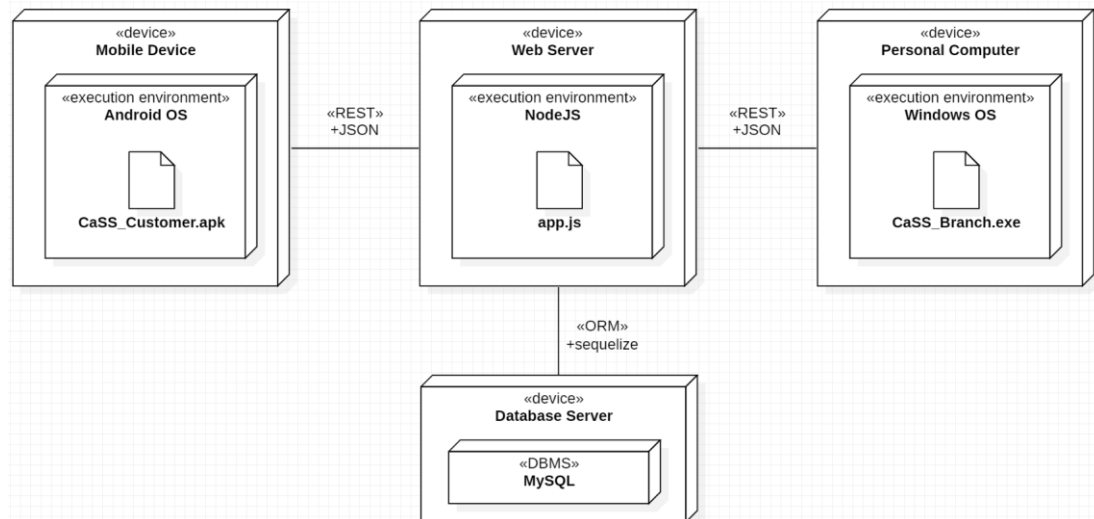 «device»
Mobile Device
«execution environment»
Android OS
CaSS_Customer.apk
«REST»
+JSON
«device»
Web Server
«execution environment»
NodeJS
app.js
«REST»
+JSON
«device»
Personal Computer
«execution environment»
Windows OS
CaSS_Branch.exe
«ORM»
+sequelize
«device»
Database Server
«DBMS»
MySQL